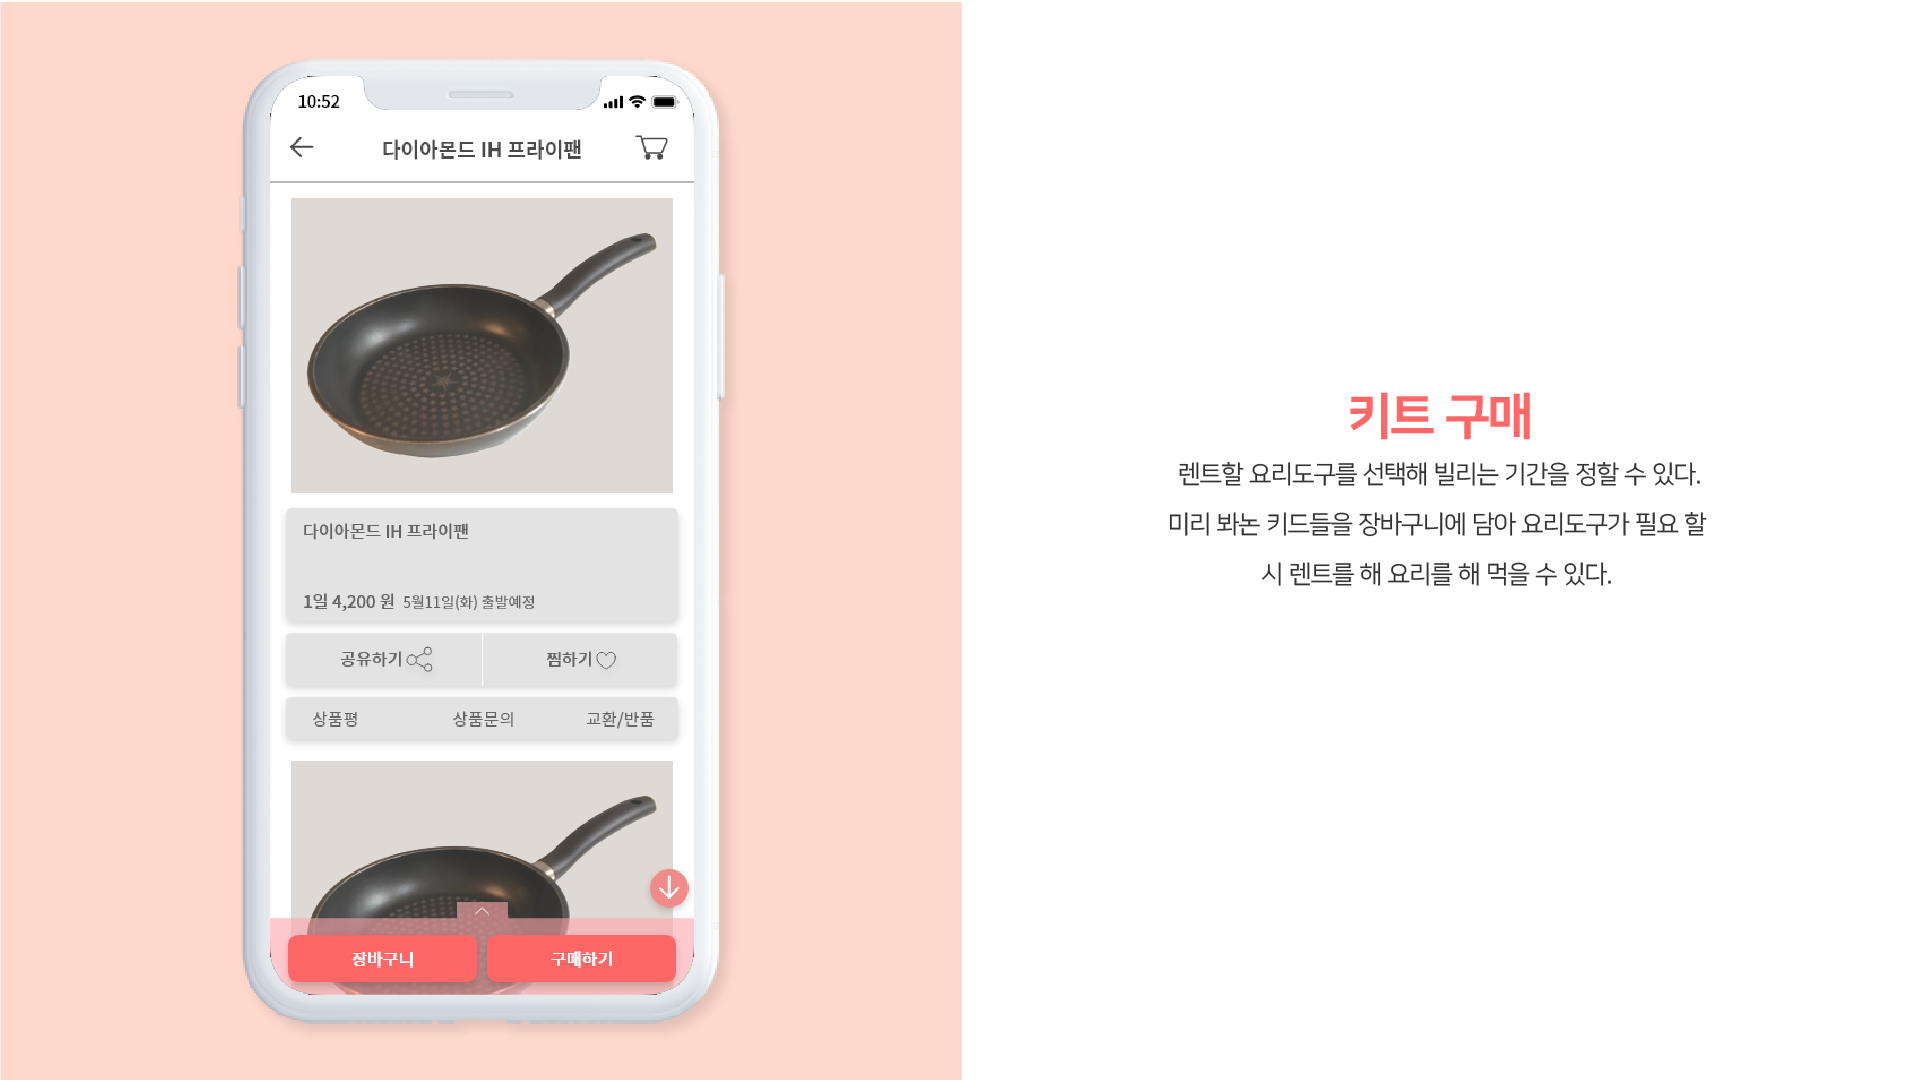 10:52
다이아몬드 IH 프라이팬
다이아몬드 IH 프라이팬
1일 4,200 원 5월11일(화) 출발예정
공유하기 찜하기
상품평 상품문의 교환/반품
장바구니 구매하기
키트 구매
렌트할 요리도구를 선택해 빌리는 기간을 정할 수 있다.
미리 봐논 키드들을 장바구니에 담아 요리도구가 필요 할
시 렌트를 해 요리를 해 먹을 수 있다.